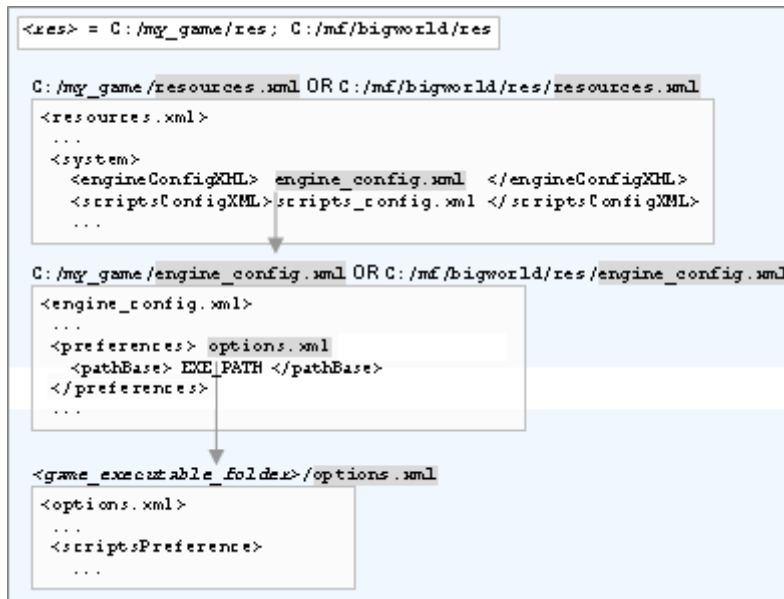 <res> = C:/my_game/res; C:/mf/bigworld/res
C:/my_game/resources.xml OR C:/mf/bigworld/res/resources.xml
<resources.xml>
...
<system>
<engineConfigXML> engine_config.xml </engineConfigXML>
<scriptsConfigXML>scripts_config.xml </scriptsConfigXML>
...
C:/my_game/engine_config.xml OR C:/mf/bigworld/res/engine_config.xml
<engine_config.xml>
...
<preferences> options.xml
<pathBase> EXE_PATH </pathBase>
</preferences>
...
<game_executable_folder>/options.xml
<options.xml>
...
<scriptsPreference>
...